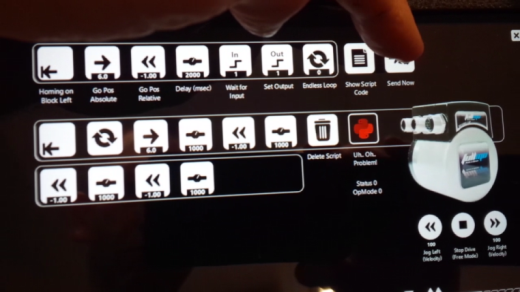 In
Out
6.0
-1.00
2000
1
1
0
Homing on
Block Left
Go Pos
Absolute
Go Pos
Relative
Delay (msec)
Wait for
Input
Set Output
Endless Loop
Show Script
Code
Send Now
6.0
1000
-1.00
1000
Delete Script
Uh. Oh.
Problem!
-1.00
1000
-1.00
1000
Status 0
OpMode 0
100
Jog Left
(Velocity)
Stop Drive
(Free Mode)
100
Jog Right
(Velocity)